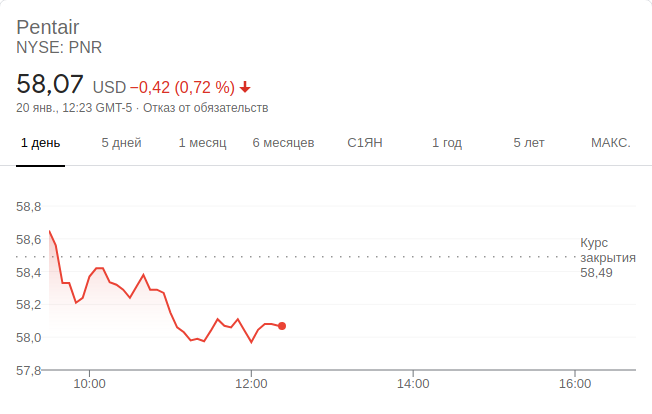 Pentair
NYSE: PNR
58,07 USD −0,42 (0,72 %)
20 янв., 12:23 GMT-5 · Отказ от обязательств
1 день 5 дней 1 месяц 6 месяцев С1ЯН 1 год 5 лет МАКС.
58,8
58,6
Курс
закрытия
58,49
58,4
58,2
58,0
57,8
10:00 12:00 14:00 16:00